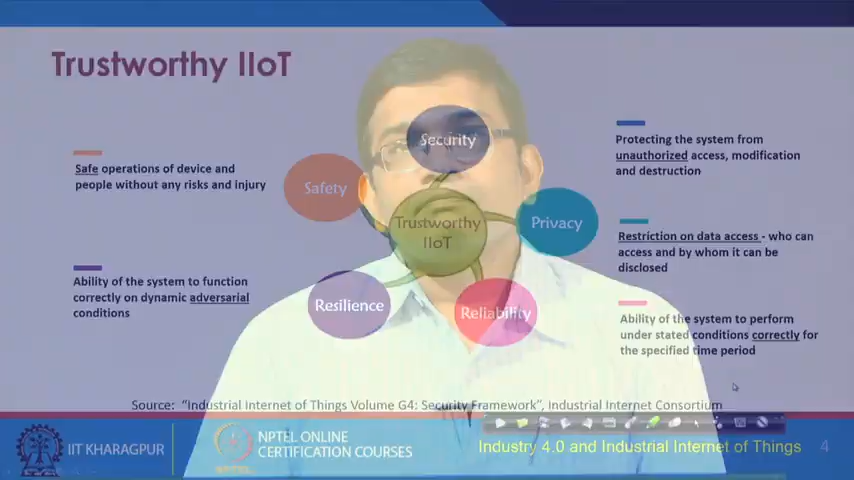 Trustworthy IIoT
Safe operations of device and
people without any risks and injury
Ability of the system to function
correctly on dynamic adversarial
conditions
Security
Safety
Trustworthy
IIoT
Privacy
Resilience
Reliability
Protecting the system from
unauthorized access, modification
and destruction
Restriction on data access - who can
access and by whom it can be
disclosed
Ability of the system to perform
under stated conditions correctly for
the specified time period
Source: "Industrial Internet of Things Volume G4: Security Framework", Industrial Internet Consortium
IIT KHARAGPUR
NPTEL ONLINE
CERTIFICATION COURSES
NPTEL
Industry 4.0 and Industrial Internet of Things
4